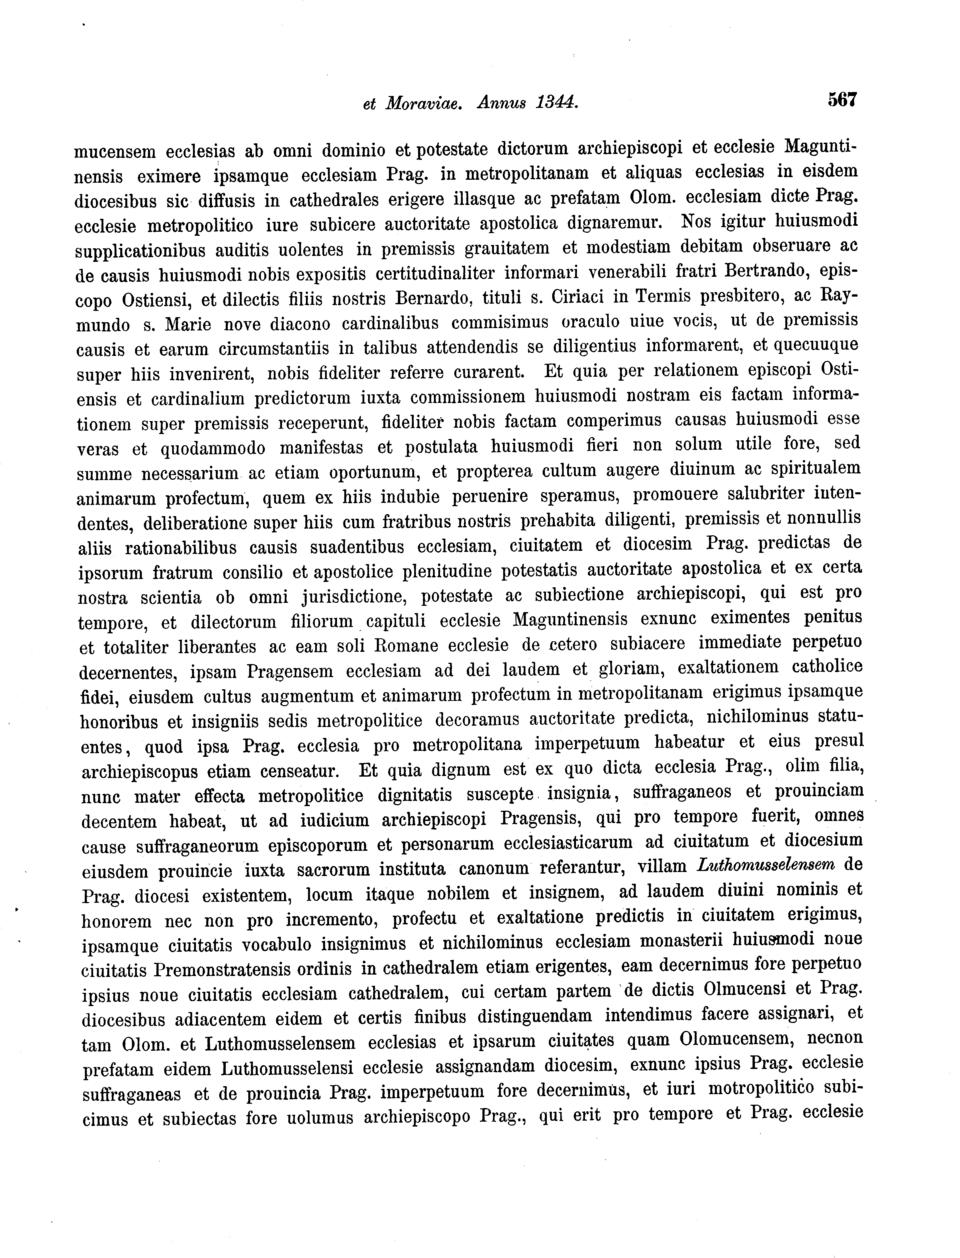 et Moraviae. Annus 1344. 567
mucensem ecclesias ab omni dominio et potestate dictorum archiepiscopi et ecclesie Magunti-
nensis eximere ipsamque ecclesiam Prag. in metropolitanam et aliquas ecclesias in eisdem
diocesibus sic diffusis in cathedrales erigere illasque ac prefatam Olom. ecclesiam dicte Prag.
ecclesie metropolitico iure subicere auctoritate apostolica dignaremur. Nos igitur huiusmodi
supplicationibus auditis uolentes in premissis grauitatem et modestiam debitam obseruare ac
de causis huiusmodi nobis expositis certitudinaliter informari venerabili fratri Bertrando, epis-
copo Ostiensi, et dilectis filiis nostris Bernardo, tituli s. Ciriaci in Termis presbitero, ac Ray-
mundo s. Marie nove diacono cardinalibus commisimus oraculo uiue vocis, ut de premissis
causis et earum circumstantiis in talibus attendendis se diligentius informarent, et quecuuque
super hiis invenirent, nobis fideliter referre curarent. Et quia per relationem episcopi Osti-
ensis et cardinalium predictorum iuxta commissionem huiusmodi nostram eis factam informa-
tionem super premissis receperunt, fideliter nobis factam comperimus causas huiusmodi esse
veras et quodammodo manifestas et postulata huiusmodi fieri non solum utile fore, sed
summe necessarium ac etiam oportunum, et propterea cultum augere diuinum ac spiritualem
animarum profectum, quem ex hiis indubie peruenire speramus, promouere salubriter inten-
dentes, deliberatione super hiis cum fratribus nostris prehabita diligenti, premissis et nonnullis
aliis rationabilibus causis suadentibus ecclesiam, ciuitatem et diocesim Prag. predictas de
ipsorum fratrum consilio et apostolice plenitudine potestatis auctoritate apostolica et ex certa
nostra scientia ob omni jurisdictione, potestate ac subiectione archiepiscopi, qui est pro
tempore, et dilectorum filiorum capituli ecclesie Maguntinensis exnunc eximentes penitus
et totaliter liberantes ac eam soli Romane ecclesie de cetero subiacere immediate perpetuo
decernentes, ipsam Pragensem ecclesiam ad dei laudem et gloriam, exaltationem catholice
fidei, eiusdem cultus augmentum et animarum profectum in metropolitanam erigimus ipsamque
honoribus et insigniis sedis metropolitice decoramus auctoritate predicta, nichilominus statu-
entes, quod ipsa Prag. ecclesia pro metropolitana imperpetuum habeatur et eius presul
archiepiscopus etiam censeatur. Et quia dignum est ex quo dicta ecclesia Prag., olim filia,
nunc mater effecta metropolitice dignitatis suscepte insignia, suffraganeos et prouinciam
decentem habeat, ut ad iudicium archiepiscopi Pragensis, qui pro tempore fuerit, omnes
cause suffraganeorum episcoporum et personarum ecclesiasticarum ad ciuitatum et diocesium
eiusdem prouincie iuxta sacrorum instituta canonum referantur, villam Luthomusselensem de
Prag. diocesi existentem, locum itaque nobilem et insignem, ad laudem diuini nominis et
honorem nec non pro incremento, profectu et exaltatione predictis in ciuitatem erigimus,
ipsamque ciuitatis vocabulo insignimus et nichilominus ecclesiam monasterii huiusmodi noue
ciuitatis Premonstratensis ordinis in cathedralem etiam erigentes, eam decernimus fore perpetuo
ipsius noue ciuitatis ecclesiam cathedralem, cui certam partem de dictis Olmucensi et Prag.
diocesibus adiacentem eidem et certis finibus distinguendam intendimus facere assignari, et
tam Olom. et Luthomusselensem ecclesias et ipsarum ciuitates quam Olomucensem, necnon
prefatam eidem Luthomusselensi ecclesie assignandam diocesim, exnunc ipsius Prag. ecclesie
suffraganeas et de prouincia Prag. imperpetuum fore decernimus, et iuri motropolitico subi-
cimus et subiectas fore uolumus archiepiscopo Prag., qui erit pro tempore et Prag. ecclesie